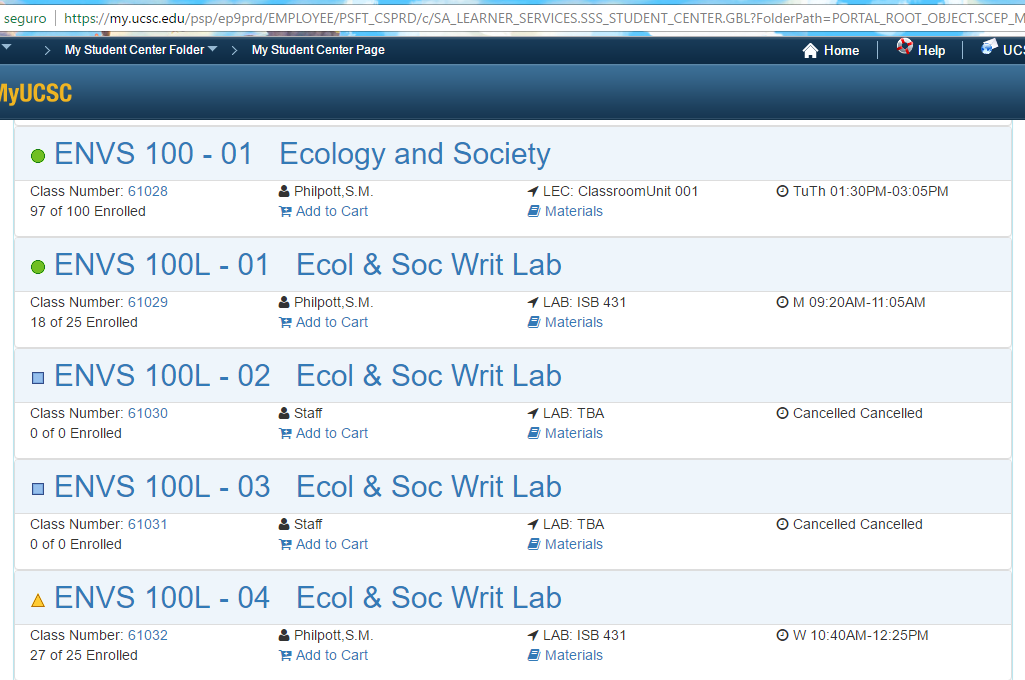 seguro https://my.ucsc.edu/psp/ep9prd/EMPLOYEE/PSFT_CSPRD/c/SA_LEARNER_SERVICES.SSS_STUDENT_CENTER.GBL?FolderPath=PORTAL_ROOT_OBJECT.SCEP_M
My Student Center Folder My Student Center Page Home Help UCS
MyUCSC
ENVS 100 - 01 Ecology and Society
Class Number: 61028 Philpott,S.M. LEC: ClassroomUnit 001 TuTh 01:30PM-03:05PM
97 of 100 Enrolled Add to Cart Materials
ENVS 100L - 01 Ecol & Soc Writ Lab
Class Number: 61029 Philpott,S.M. LAB: ISB 431 M 09:20AM-11:05AM
18 of 25 Enrolled Add to Cart Materials
ENVS 100L - 02 Ecol & Soc Writ Lab
Class Number: 61030 Staff LAB: TBA Cancelled Cancelled
0 of 0 Enrolled Add to Cart Materials
ENVS 100L - 03 Ecol & Soc Writ Lab
Class Number: 61031 Staff LAB: TBA Cancelled Cancelled
0 of 0 Enrolled Add to Cart Materials
ENVS 100L - 04 Ecol & Soc Writ Lab
Class Number: 61032 Philpott,S.M. LAB: ISB 431 W 10:40AM-12:25PM
27 of 25 Enrolled Add to Cart Materials